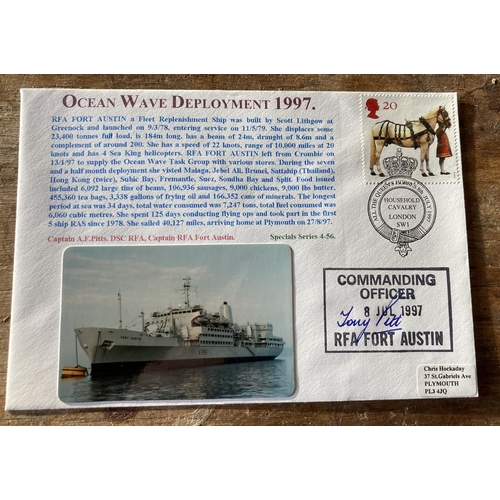 OCEAN WAVE DEPLOYMENT 1997.
RFA FORT AUSTIN a Fleet Replenishment Ship was built by Scott Lithgow at
Greenock and launched on 9/3/78, entering service on 11/5/79. She displaces some
23,400 tonnes full load, is 184m long, has a beam of 24m, draught of 8.6m and a
complement of around 200. She has a speed of 22 knots, range of 10,000 miles at 20
knots and has 4 Sea King helicopters. RFA FORT AUSTIN left from Crombie on
13/1/97 to supply the Ocean Wave Task Group with various stores. During the seven
and a half month deployment she visted Malaga, Jebel Ali, Brunei, Sattahip (Thailand),
Hong Kong (twice), Subic Bay, Fremantle, Suez, Soudha Bay and Split. Food issued
included 6,092 large tins of beans, 106,936 sausages, 9,000 chickens, 9,000 lbs butter,
455,360 tea bags, 3,338 gallons of frying oil and 166,352 cans of minerals. The longest
period at sea was 34 days, total water consumed was 7,247 tons, total fuel consumed was
6,060 cubic metres. She spent 125 days conducting flying ops and took part in the first
5 ship RAS since 1978. She sailed 40,127 miles, arriving home at Plymouth on 27/8/97.
Captain A.F.Pitts, DSC RFA, Captain RFA Fort Austin. Specials Series 4-56.
20
ALL THE QUEEN'S HORSES 8 JULY 1997
HOUSEHOLD
CAVALRY
LONDON
SW1
COMMANDING
OFFICER
8 JUL 1997
RFA FORT AUSTIN
Chris Hockaday
37 St.Gabriels Ave
PLYMOUTH
PL3 4JQ